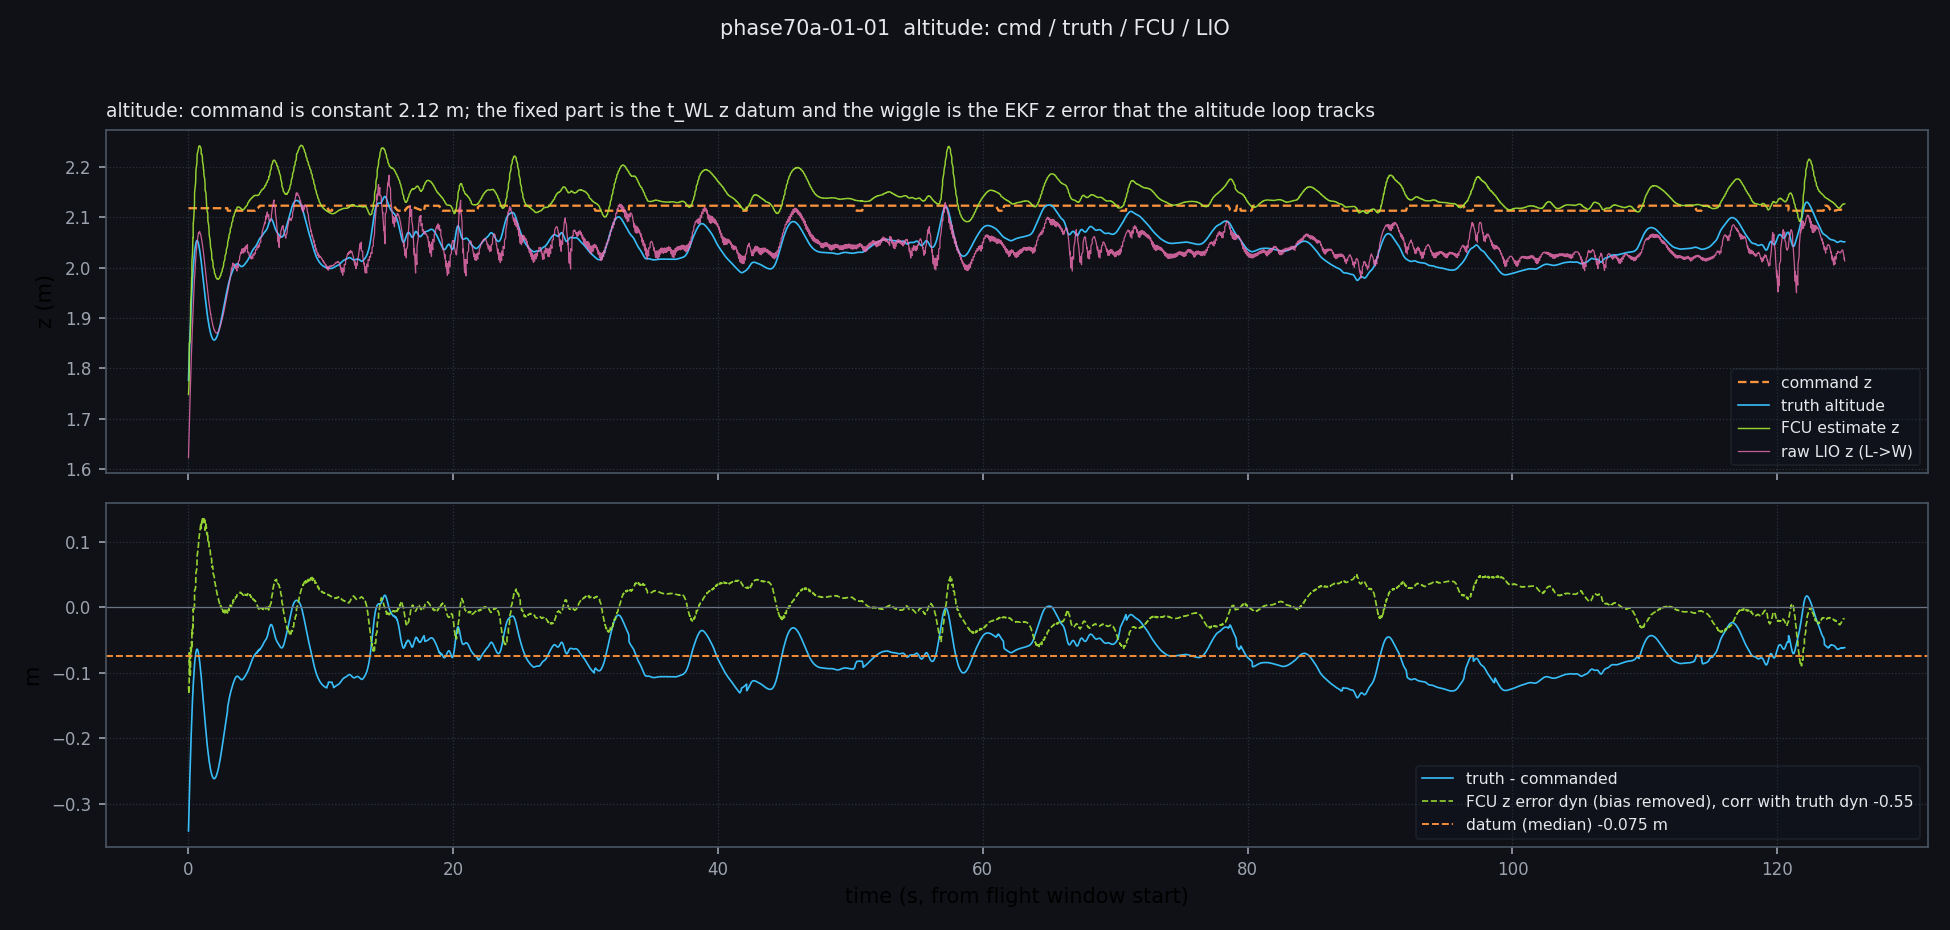 phase70a-01-01  altitude: cmd / truth / FCU / LIO
altitude: command is constant 2.12 m; the fixed part is the t_WL z datum and the wiggle is the EKF z error that the altitude loop tracks
z (m)
2.2
2.1
2.0
1.9
1.8
1.7
1.6
command z
truth altitude
FCU estimate z
raw LIO z (L->W)
m
0.1
0.0
−0.1
−0.2
−0.3
truth - commanded
FCU z error dyn (bias removed), corr with truth dyn -0.55
datum (median) -0.075 m
0 20 40 60 80 100 120
time (s, from flight window start)